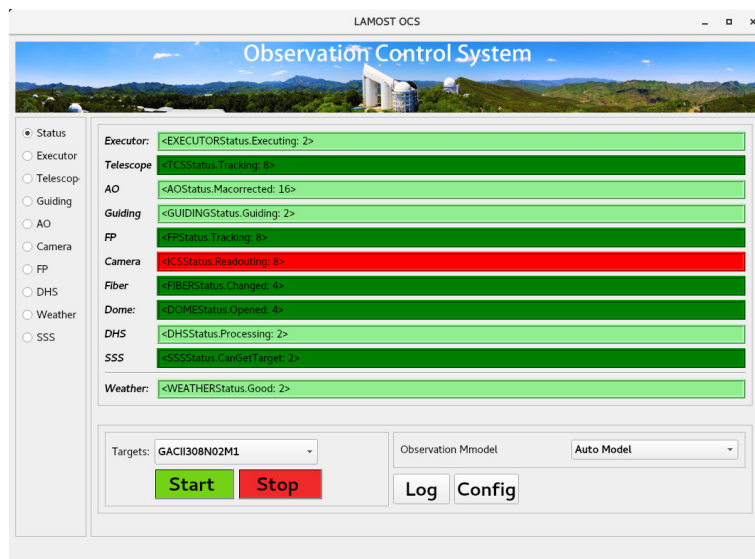 LAMOST OCS
Observation Control System
Status
Executor
Telescop
Guiding
AO
Camera
FP
DHS
Weather
SSS
Executor: <EXECUTORStatus.Executing: 2>
Telescope <TCSStatus.Tracking: 8>
AO <AOStatus.Macorrected: 16>
Guiding <GUIDINGStatus.Guiding: 2>
FP <FPStatus.Tracking: 8>
Camera <ICSStatus.Readouting: 8>
Fiber <FIBERStatus.Changed: 4>
Dome: <DOMEStatus.Opened: 4>
DHS <DHSStatus.Processing: 2>
SSS <SSSStatus.CanGetTarget: 2>
Weather: <WEATHERStatus.Good: 2>
Targets: GACII308N02M1
Start Stop
Observation Mmodel Auto Model
Log Config